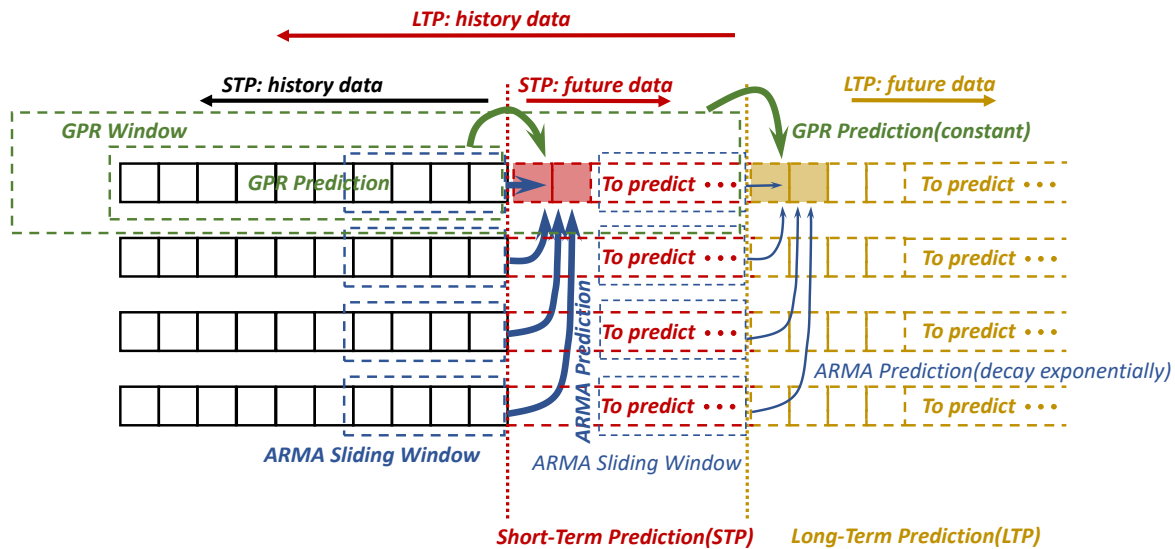 LTP: history data
STP: history data
STP: future data
LTP: future data
GPR Window
GPR Prediction(constant)
GPR Prediction
To predict •••
To predict •••
To predict •••
To predict •••
To predict •••
To predict •••
ARMA Prediction
ARMA Prediction(decay exponentially)
To predict •••
To predict •••
ARMA Sliding Window
ARMA Sliding Window
Short-Term Prediction(STP)
Long-Term Prediction(LTP)